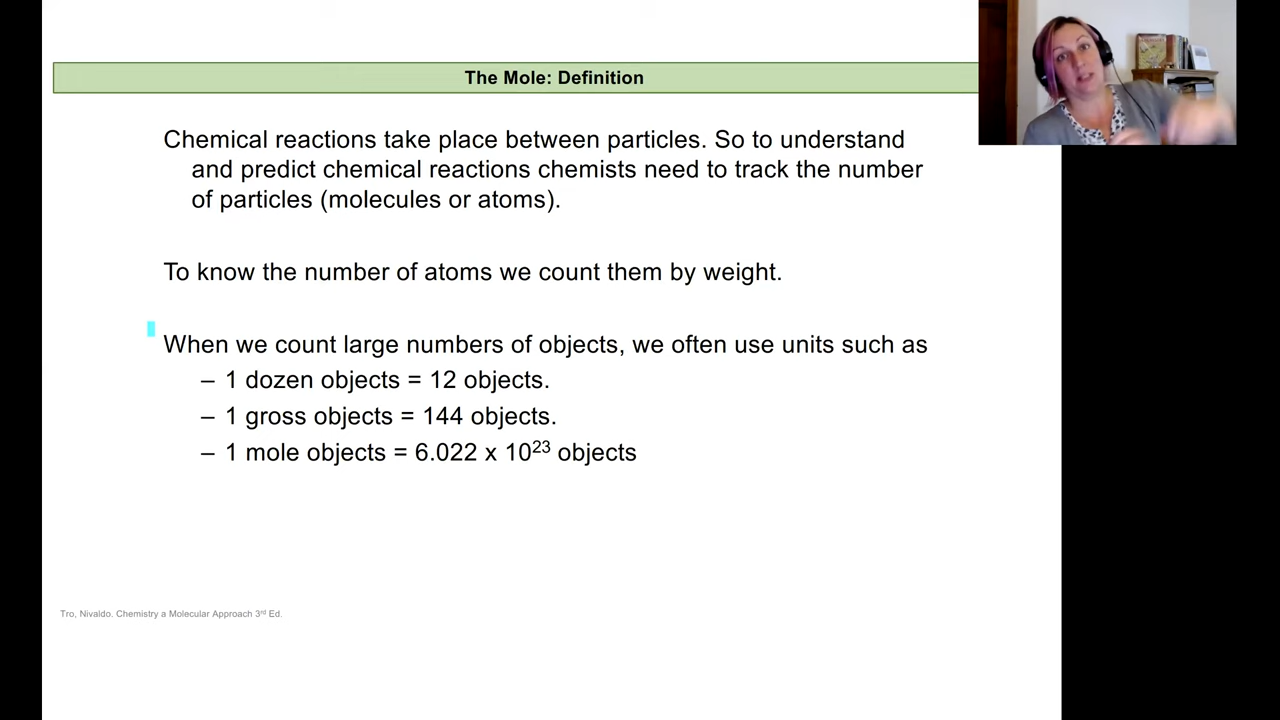 The Mole: Definition
Chemical reactions take place between particles. So to understand
and predict chemical reactions chemists need to track the number
of particles (molecules or atoms).
To know the number of atoms we count them by weight.
When we count large numbers of objects, we often use units such as
– 1 dozen objects = 12 objects.
– 1 gross objects = 144 objects.
– 1 mole objects = 6.022 x 10²³ objects
Tro, Nivaldo. Chemistry a Molecular Approach 3ʳᵈ Ed.